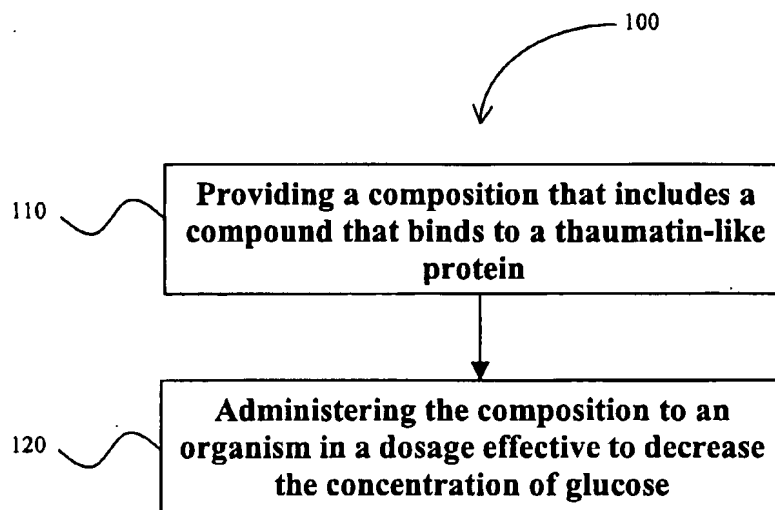 100
110
Providing a composition that includes a
compound that binds to a thaumatin-like
protein
120
Administering the composition to an
organism in a dosage effective to decrease
the concentration of glucose